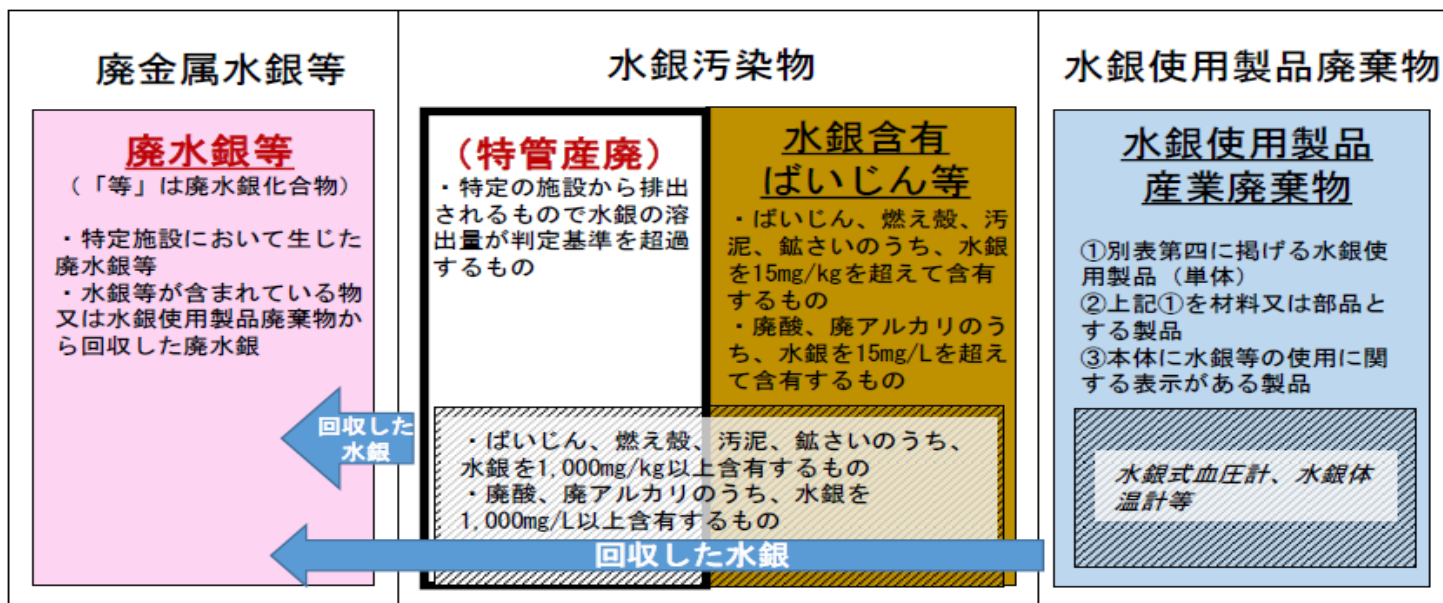 廃金属水銀等
廃水銀等
(「等」は廃水銀化合物)
・特定施設において生じた
廃水銀等
・水銀等が含まれている物
又は水銀使用製品廃棄物か
ら回収した廃水銀
水銀汚染物
(特管産廃)
・特定の施設から排出
されるもので水銀の溶
出量が判定基準を超過
するもの
水銀含有
ばいじん等
・ばいじん、燃え殻、汚
泥、鉱さいのうち、水銀
を15mg/kgを超えて含有
するもの
・廃酸、廃アルカリのう
ち、水銀を15mg/Lを超え
て含有するもの
・ばいじん、燃え殻、汚泥、鉱さいのうち、
水銀を1,000mg/kg以上含有するもの
・廃酸、廃アルカリのうち、水銀を
1,000mg/L以上含有するもの
回収した
水銀
回収した水銀
水銀使用製品廃棄物
水銀使用製品
産業廃棄物
①別表第四に掲げる水銀使
用製品(単体)
②上記①を材料又は部品と
する製品
③本体に水銀等の使用に関
する表示がある製品
水銀式血圧計、水銀体
温計等